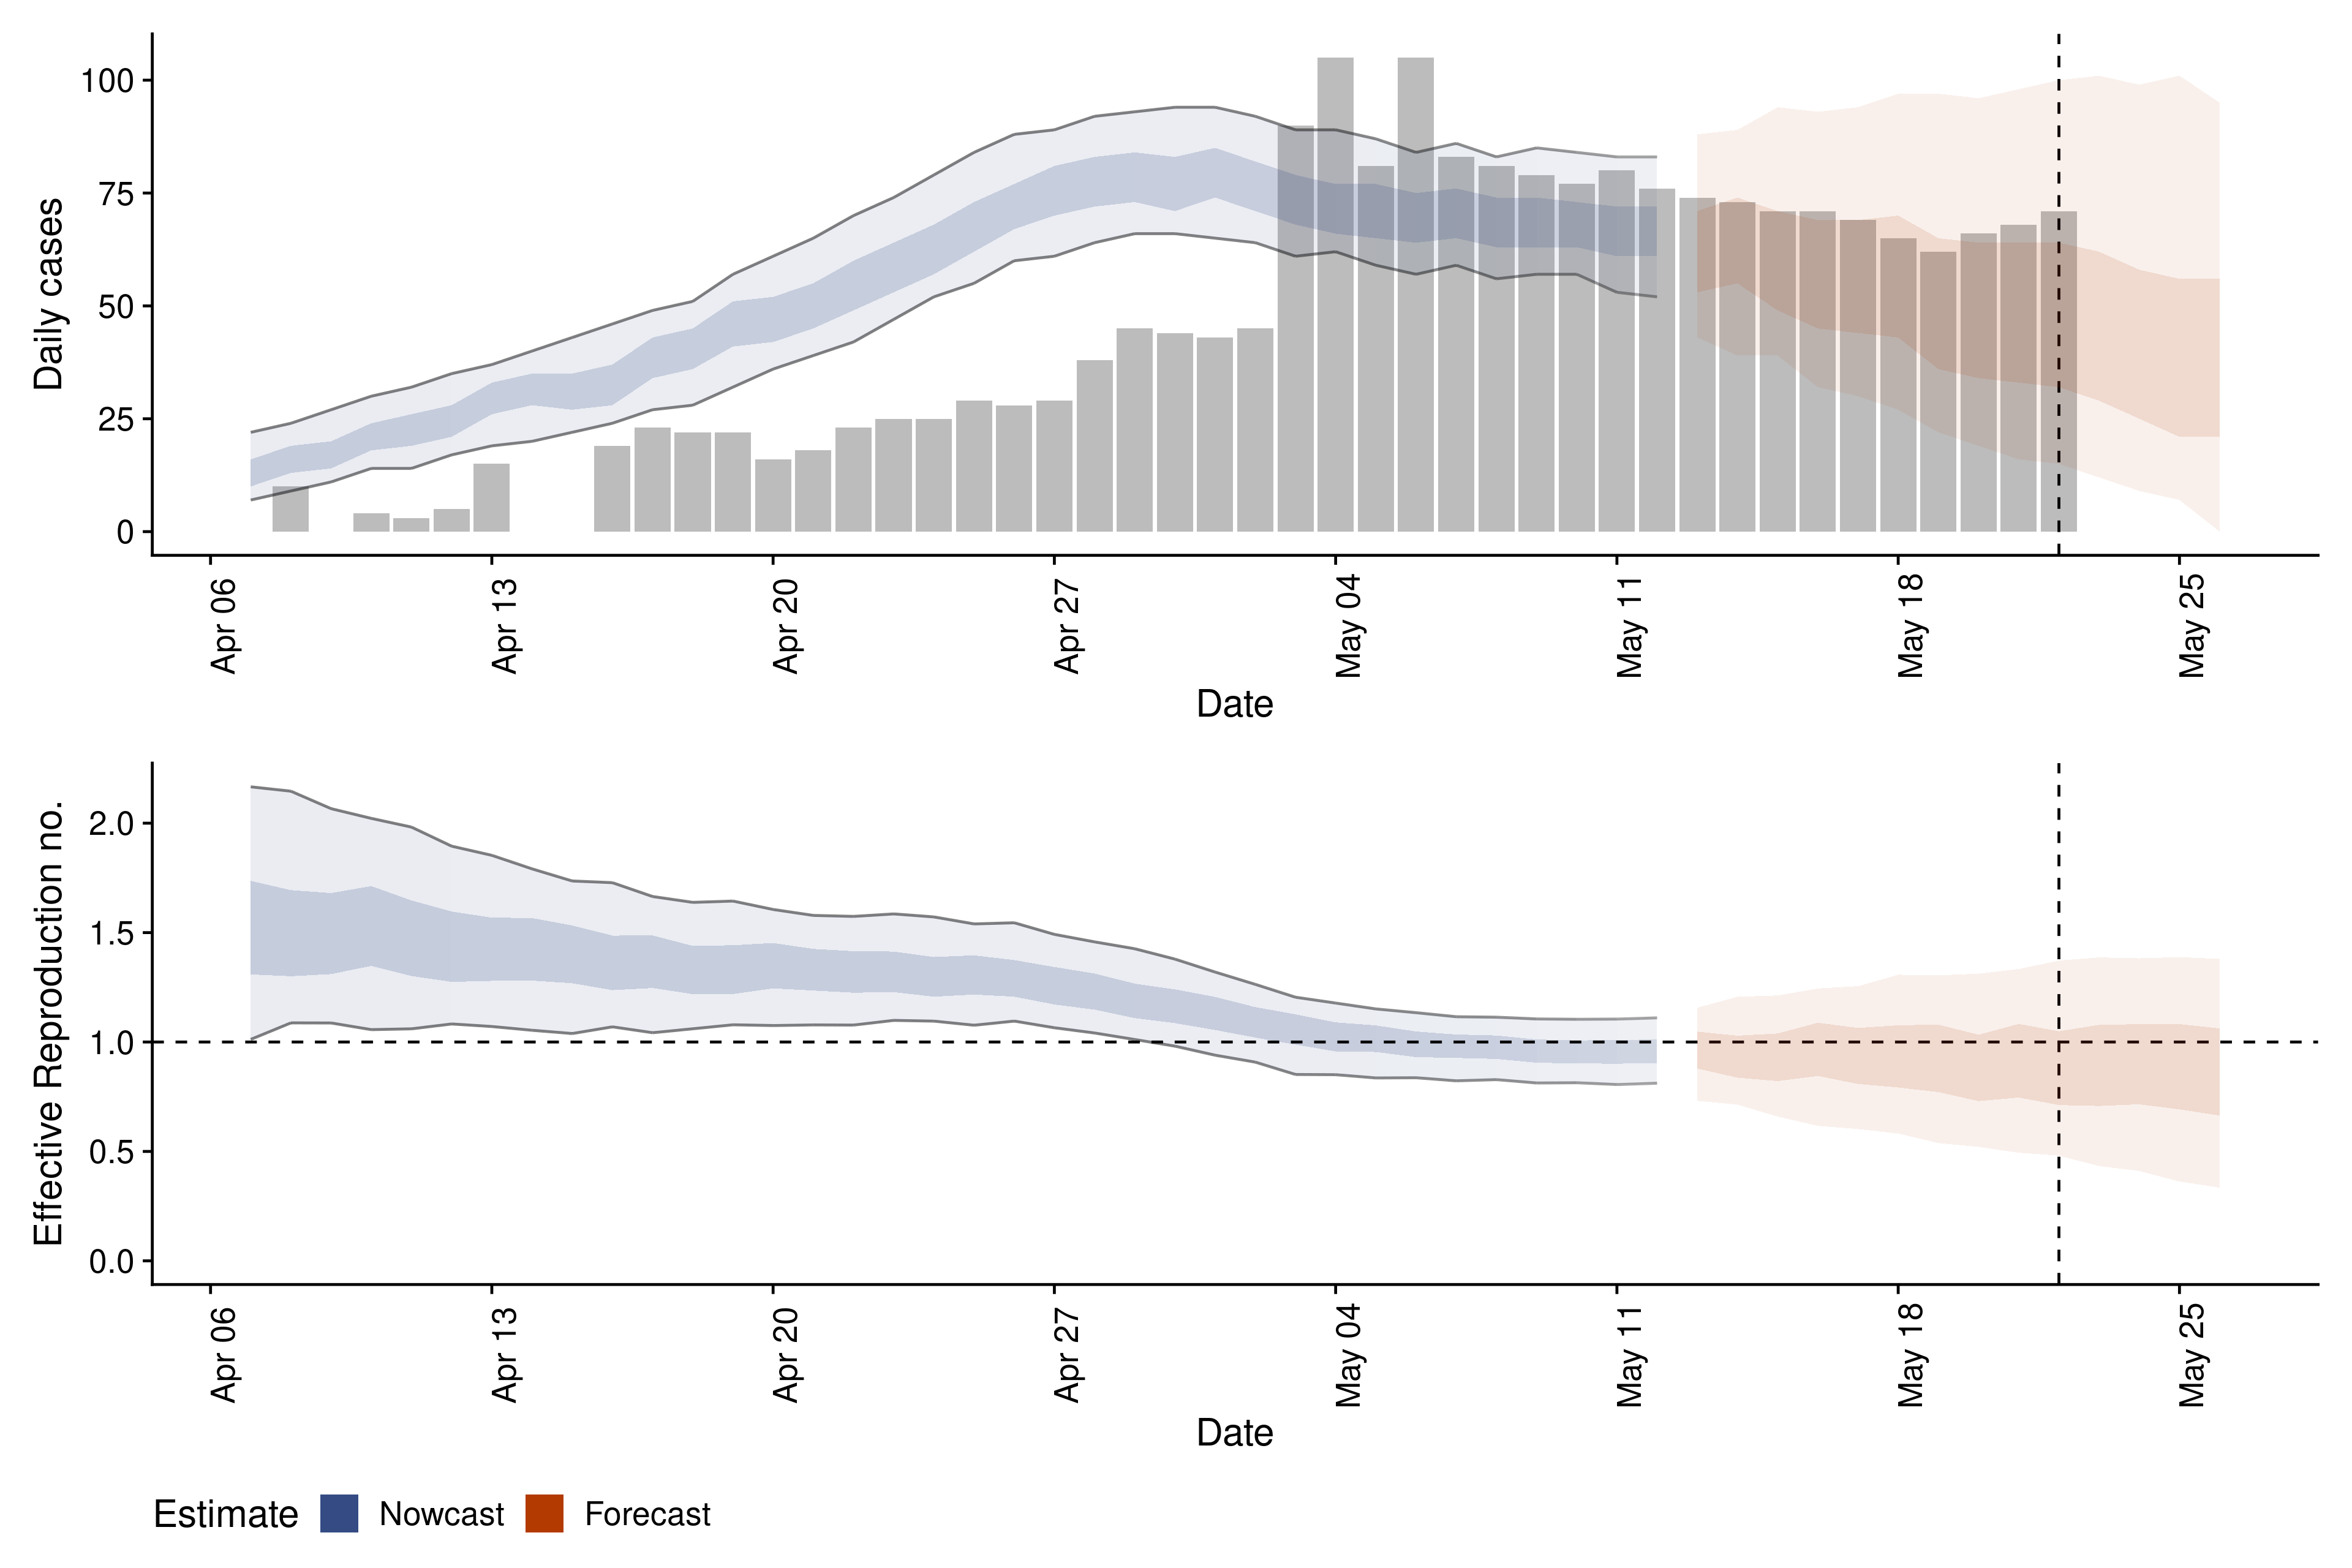 Daily cases
100
75
50
25
0
Apr 06
Apr 13
Apr 20
Apr 27
May 04
May 11
May 18
May 25
Date
Effective Reproduction no.
2.0
1.5
1.0
0.5
0.0
Apr 06
Apr 13
Apr 20
Apr 27
May 04
May 11
May 18
May 25
Date
Estimate Nowcast Forecast